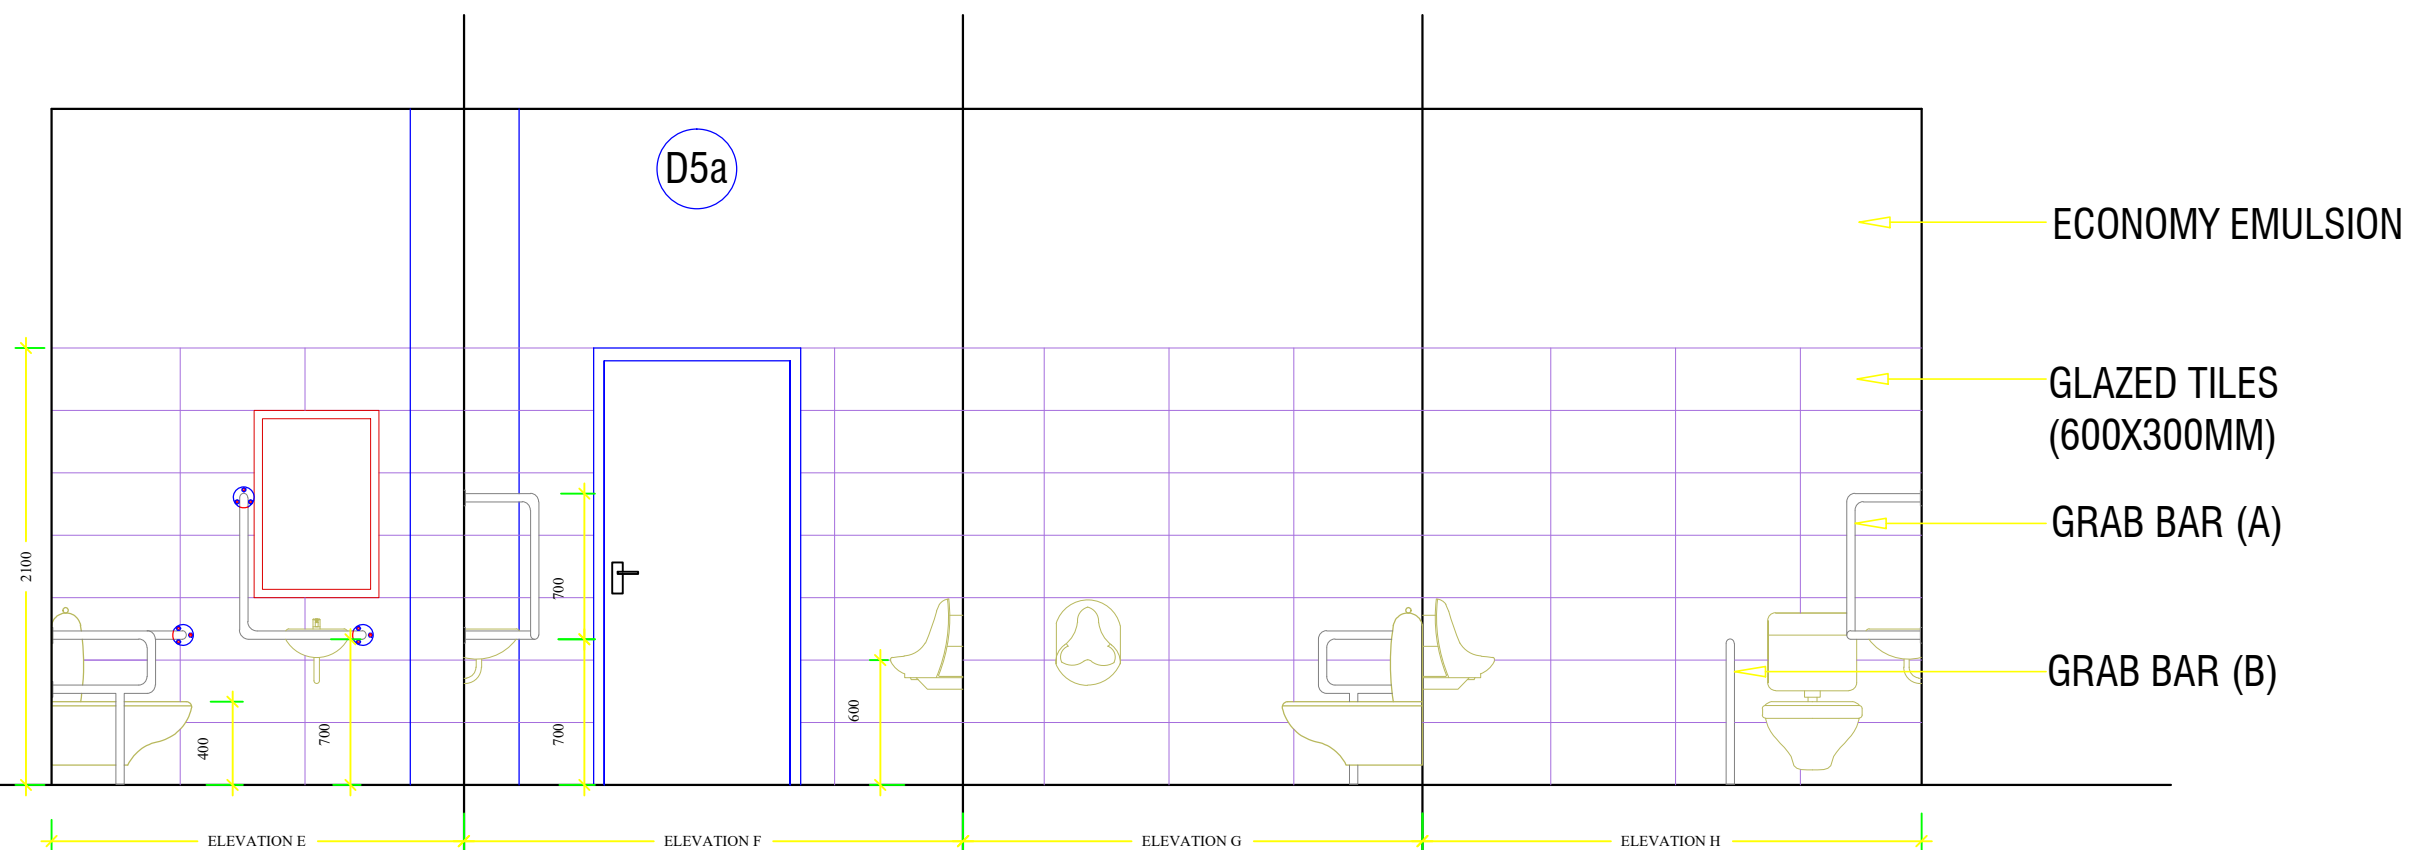 D5a
ECONOMY EMULSION
GLAZED TILES
(600X300MM)
GRAB BAR (A)
GRAB BAR (B)
2100
400
700
700
700
600
ELEVATION E
ELEVATION F
ELEVATION G
ELEVATION H